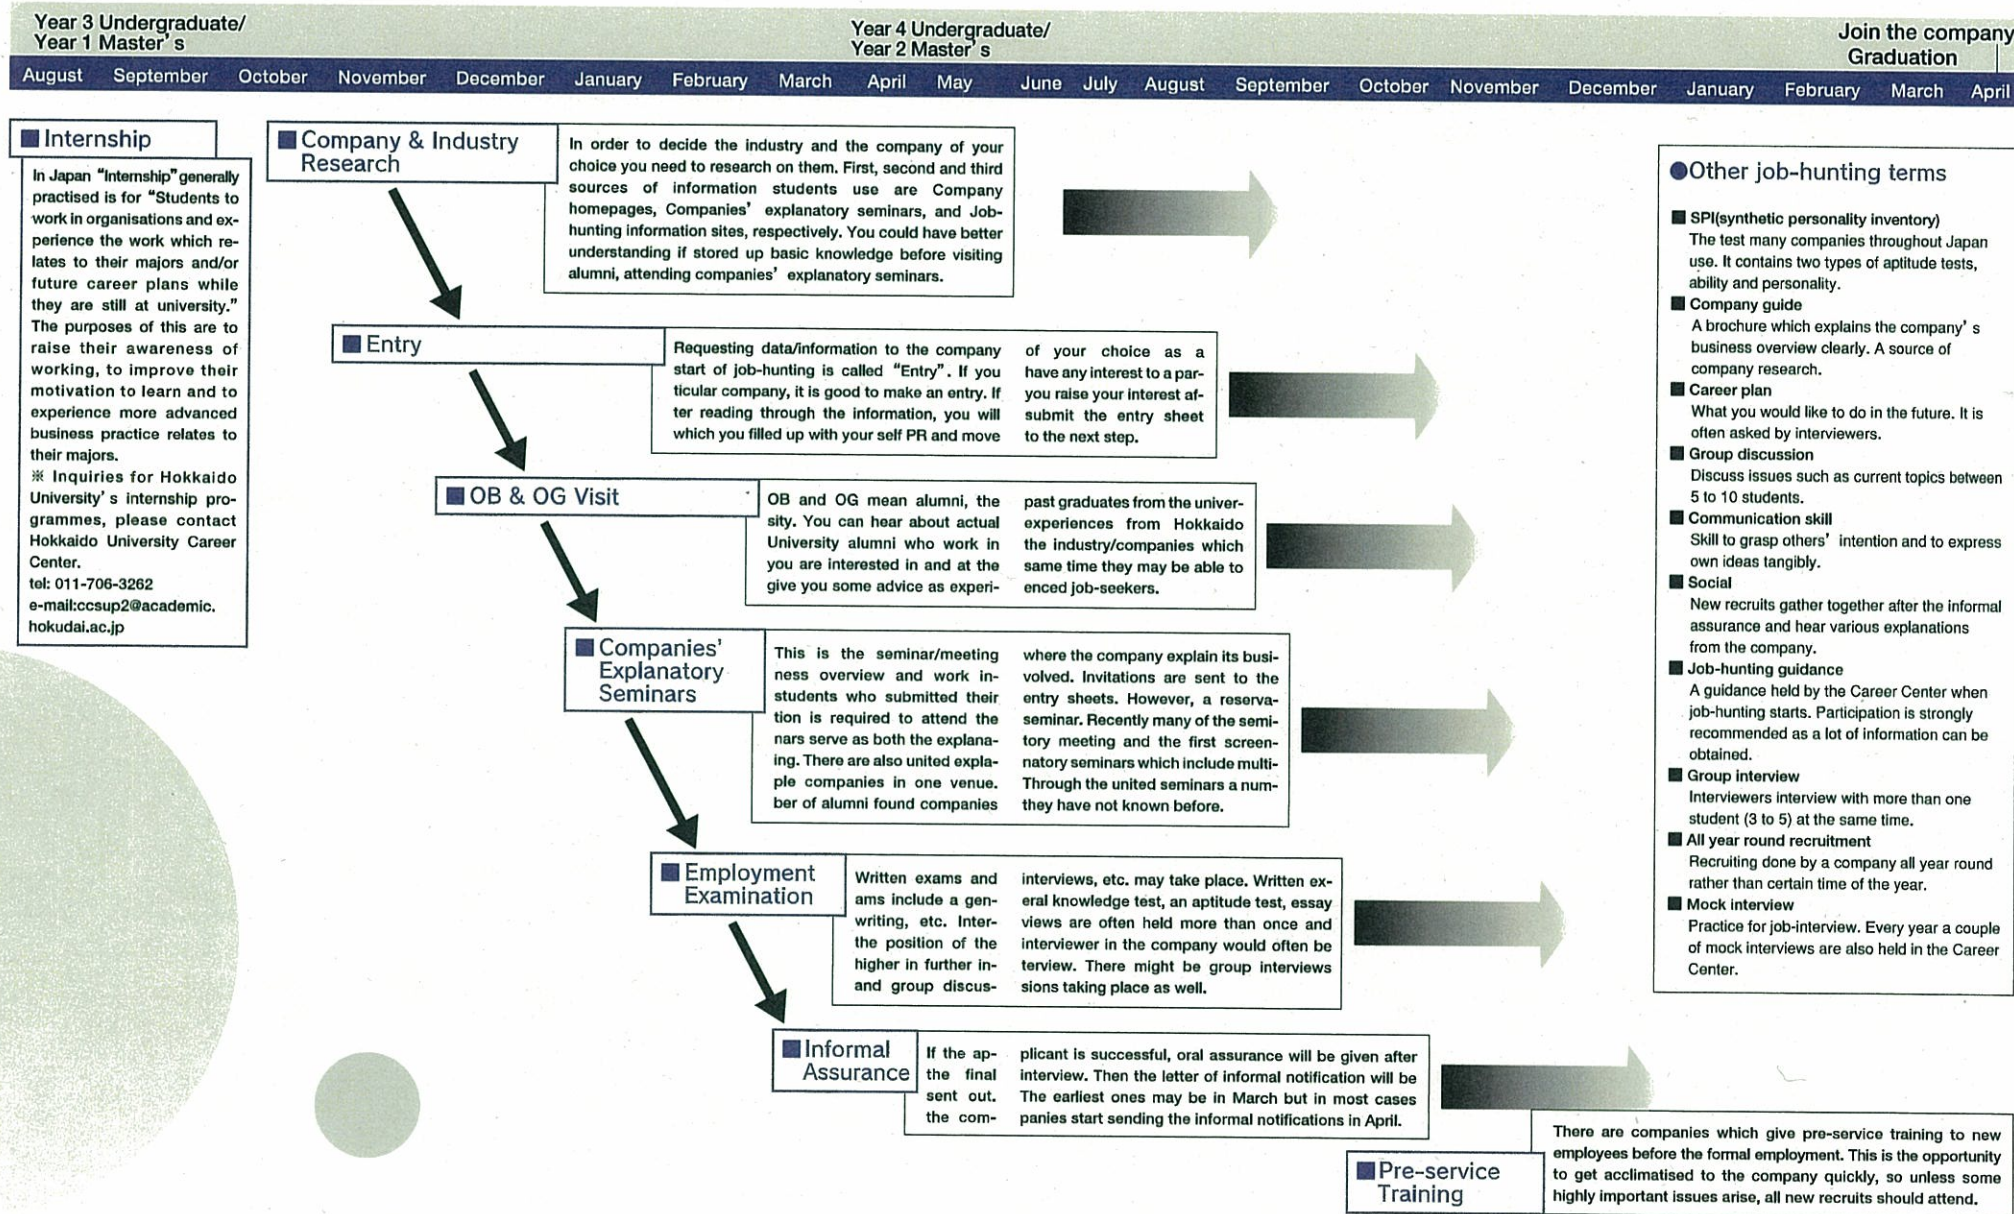 Year 3 Undergraduate/
Year 1 Master's
Year 4 Undergraduate/
Year 2 Master's
Join the company
Graduation
August September October November December January February March April May June July August September October November December January February March April
■ Internship
In Japan “Internship” generally
practised is for “Students to
work in organisations and ex-
perience the work which re-
lates to their majors and/or
future career plans while
they are still at university.”
The purposes of this are to
raise their awareness of
working, to improve their
motivation to learn and to
experience more advanced
business practice relates to
their majors.
※ Inquiries for Hokkaido
University's internship pro-
grammes, please contact
Hokkaido University Career
Center.
tel: 011-706-3262
e-mail:ccsup2@academic.
hokudai.ac.jp
■ Company & Industry
Research
In order to decide the industry and the company of your
choice you need to research on them. First, second and third
sources of information students use are Company
homepages, Companies' explanatory seminars, and Job-
hunting information sites, respectively. You could have better
understanding if stored up basic knowledge before visiting
alumni, attending companies' explanatory seminars.
■ Entry
Requesting data/information to the company of your choice as a
start of job-hunting is called “Entry”. If you have any interest to a par-
ticular company, it is good to make an entry. If you raise your interest af-
ter reading through the information, you will submit the entry sheet
which you filled up with your self PR and move to the next step.
■ OB & OG Visit
OB and OG mean alumni, the past graduates from the univer-
sity. You can hear about actual experiences from Hokkaido
University alumni who work in the industry/companies which
you are interested in and at the same time they may be able to
give you some advice as experi- enced job-seekers.
■ Companies'
Explanatory
Seminars
This is the seminar/meeting where the company explain its busi-
ness overview and work in- volved. Invitations are sent to the
students who submitted their entry sheets. However, a reserva-
tion is required to attend the seminar. Recently many of the semi-
nars serve as both the explana- tory meeting and the first screen-
ing. There are also united expla- natory seminars which include multi-
ple companies in one venue. Through the united seminars a num-
ber of alumni found companies they have not known before.
■ Employment
Examination
Written exams and interviews, etc. may take place. Written ex-
ams include a gen- eral knowledge test, an aptitude test, essay
writing, etc. Inter- views are often held more than once and
the position of the interviewer in the company would often be
higher in further in- terview. There might be group interviews
and group discus- sions taking place as well.
■ Informal
Assurance
If the ap- plicant is successful, oral assurance will be given after
the final interview. Then the letter of informal notification will be
sent out. The earliest ones may be in March but in most cases
the com- panies start sending the informal notifications in April.
■ Pre-service
Training
There are companies which give pre-service training to new
employees before the formal employment. This is the opportunity
to get acclimatised to the company quickly, so unless some
highly important issues arise, all new recruits should attend.
●Other job-hunting terms
■ SPI(synthetic personality inventory)
The test many companies throughout Japan
use. It contains two types of aptitude tests,
ability and personality.
■ Company guide
A brochure which explains the company's
business overview clearly. A source of
company research.
■ Career plan
What you would like to do in the future. It is
often asked by interviewers.
■ Group discussion
Discuss issues such as current topics between
5 to 10 students.
■ Communication skill
Skill to grasp others' intention and to express
own ideas tangibly.
■ Social
New recruits gather together after the informal
assurance and hear various explanations
from the company.
■ Job-hunting guidance
A guidance held by the Career Center when
job-hunting starts. Participation is strongly
recommended as a lot of information can be
obtained.
■ Group interview
Interviewers interview with more than one
student (3 to 5) at the same time.
■ All year round recruitment
Recruiting done by a company all year round
rather than certain time of the year.
■ Mock interview
Practice for job-interview. Every year a couple
of mock interviews are also held in the Career
Center.